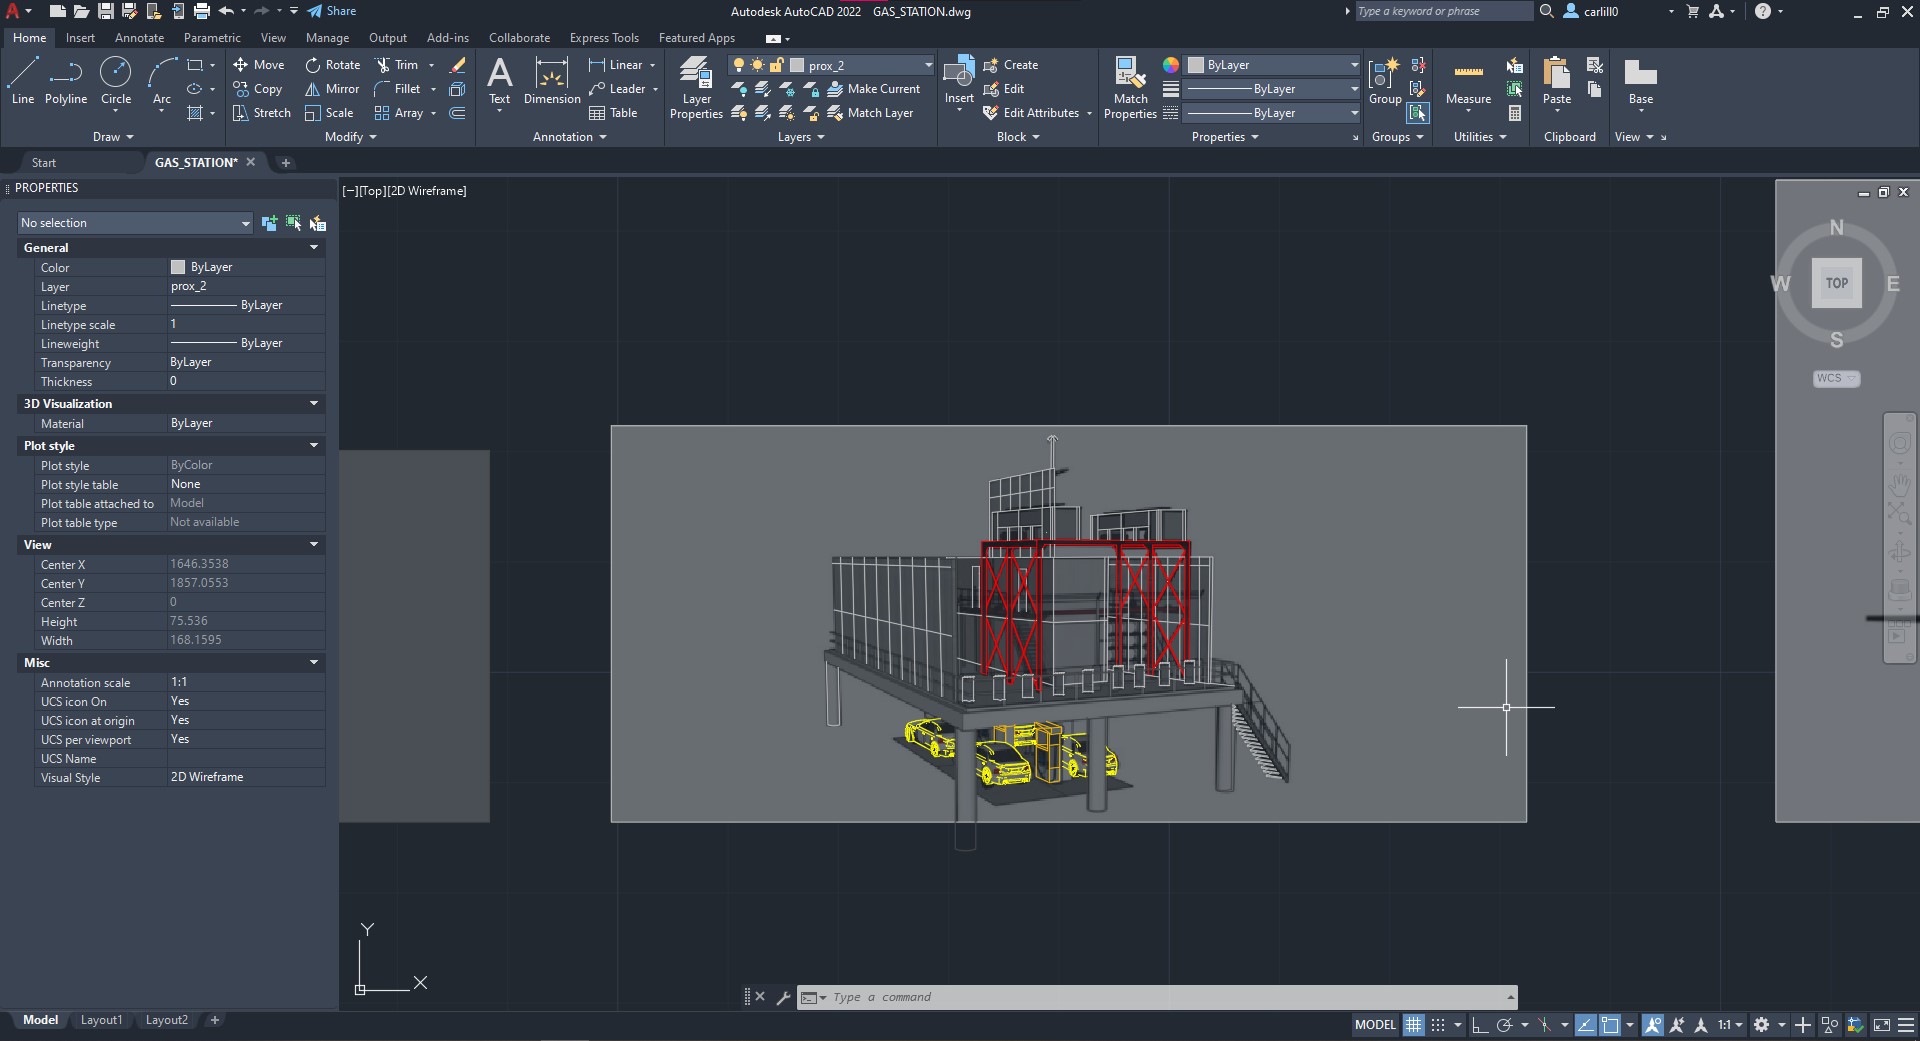 Share
Autodesk AutoCAD 2022 GAS_STATION.dwg
Type a keyword or phrase
carlill0
Home Insert Annotate Parametric View Manage Output Add-ins Collaborate Express Tools Featured Apps
Line Polyline Circle Arc
Draw
Move Rotate Trim
Copy Mirror Fillet
Stretch Scale Array
Modify
Text Dimension
Linear
Leader
Table
Annotation
Layer Properties
prox_2
Make Current
Match Layer
Layers
Insert
Create
Edit
Edit Attributes
Block
Match Properties
ByLayer
ByLayer
ByLayer
Properties
Group
Groups
Measure
Utilities
Paste
Clipboard
Base
View
Start GAS_STATION*
PROPERTIES
No selection
General
Color ByLayer
Layer prox_2
Linetype ByLayer
Linetype scale 1
Lineweight ByLayer
Transparency ByLayer
Thickness 0
3D Visualization
Material ByLayer
Plot style
Plot style ByColor
Plot style table None
Plot table attached to Model
Plot table type Not available
View
Center X 1646.3538
Center Y 1857.0553
Center Z 0
Height 75.536
Width 168.1595
Misc
Annotation scale 1:1
UCS icon On Yes
UCS icon at origin Yes
UCS per viewport Yes
UCS Name
Visual Style 2D Wireframe
[−][Top][2D Wireframe]
N
W TOP E
S
WCS
Y
X
Type a command
Model Layout1 Layout2
MODEL 1:1